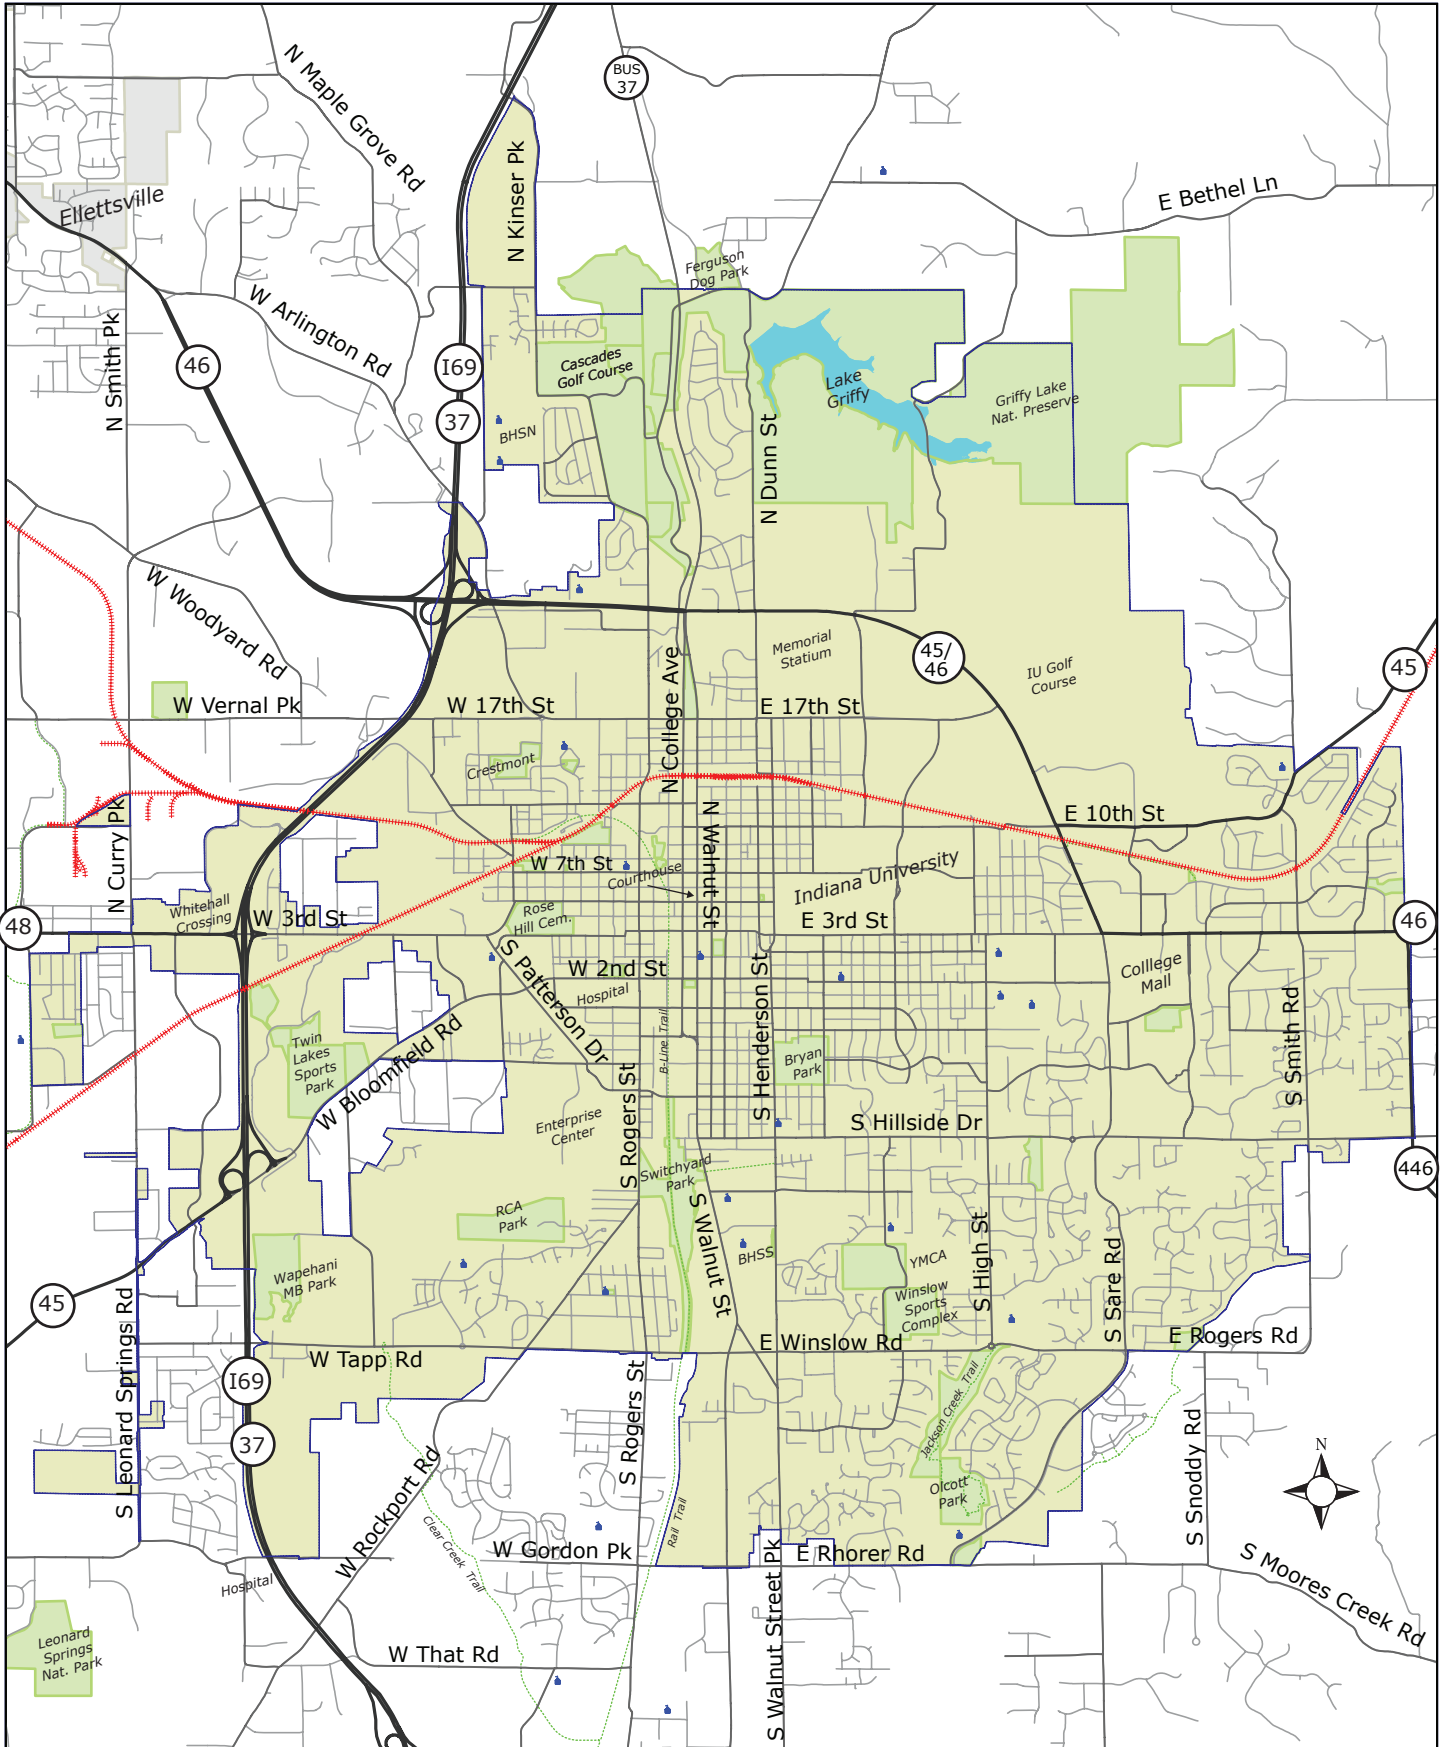 N Maple Grove Rd
BUS
37
N Kinser Pk
E Bethel Ln
Ellettsville
Ferguson
Dog Park
W Arlington Rd
N Smith Pk
46
I69
Cascades
Golf Course
Lake
Griffy
Griffy Lake
Nat. Preserve
37
BHSN
N Dunn St
W Woodyard Rd
Memorial
Statium
45/
46
IU Golf
Course
45
W Vernal Pk
W 17th St
N College Ave
E 17th St
Crestmont
E 10th St
N Curry Pk
N Walnut St
W 7th St
Courthouse
Indiana University
Whitehall
Crossing
W 3rd St
Rose
Hill Cem.
E 3rd St
48
46
S Patterson Dr
W 2nd St
Hospital
S Henderson St
Colllege
Mall
S Smith Rd
Twin
Lakes
Sports
Park
W Bloomfield Rd
B-Line Trail
Bryan
Park
S Rogers St
Enterprise
Center
S Hillside Dr
Switchyard
Park
446
RCA
Park
S Walnut St
BHSS
YMCA
S High St
S Sare Rd
Wapehani
MB Park
Winslow
Sports
Complex
45
S Leonard Springs Rd
W Tapp Rd
E Winslow Rd
E Rogers Rd
I69
37
S Rogers St
Jackson Creek Trail
S Snoddy Rd
N
Olcott
Park
W Rockport Rd
Clear Creek Trail
Rail Trail
W Gordon Pk
E Rhorer Rd
S Moores Creek Rd
Hospital
S Walnut Street Pk
Leonard
Springs
Nat. Park
W That Rd